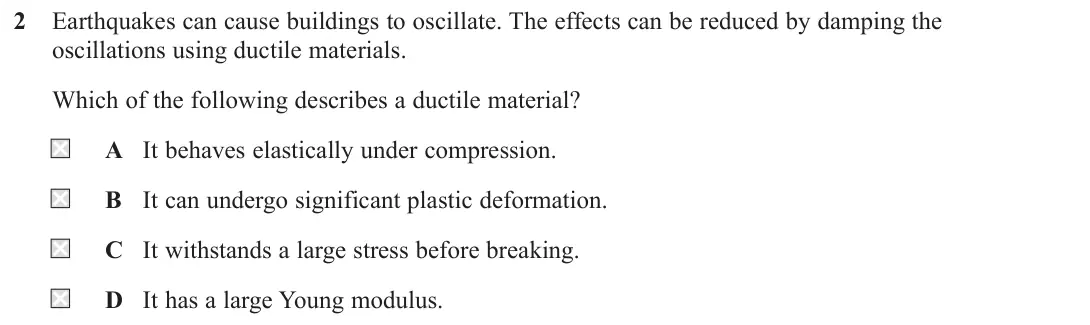 2 Earthquakes can cause buildings to oscillate. The effects can be reduced by damping the
oscillations using ductile materials.
Which of the following describes a ductile material?
A It behaves elastically under compression.
B It can undergo significant plastic deformation.
C It withstands a large stress before breaking.
D It has a large Young modulus.